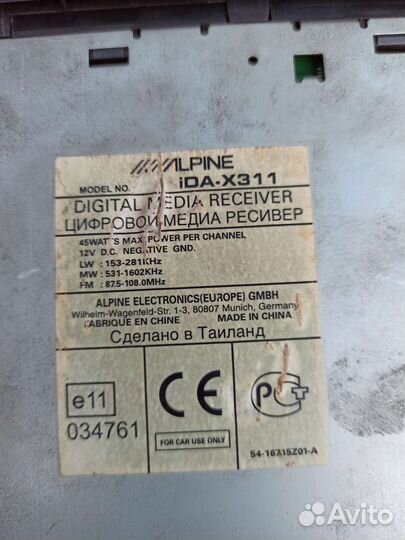 ALPINE
MODEL NO. iDA-X311
DIGITAL MEDIA RECEIVER
ЦИФРОВОЙ МЕДИА РЕСИВЕР
45WATTS MAX POWER PER CHANNEL
12V D.C. NEGATIVE GND.
LW : 153-281KHz
MW : 531-1602KHz
FM : 87.5-108.0MHz
ALPINE ELECTRONICS(EUROPE) GMBH
Wilhelm-Wagenfeld-Str. 1-3, 80807 Munich, Germany
FABRIQUE EN CHINE MADE IN CHINA
Сделано в Таиланд
e11
034761
CE
FOR CAR USE ONLY
РСТ
54-16715Z01-A
Avito